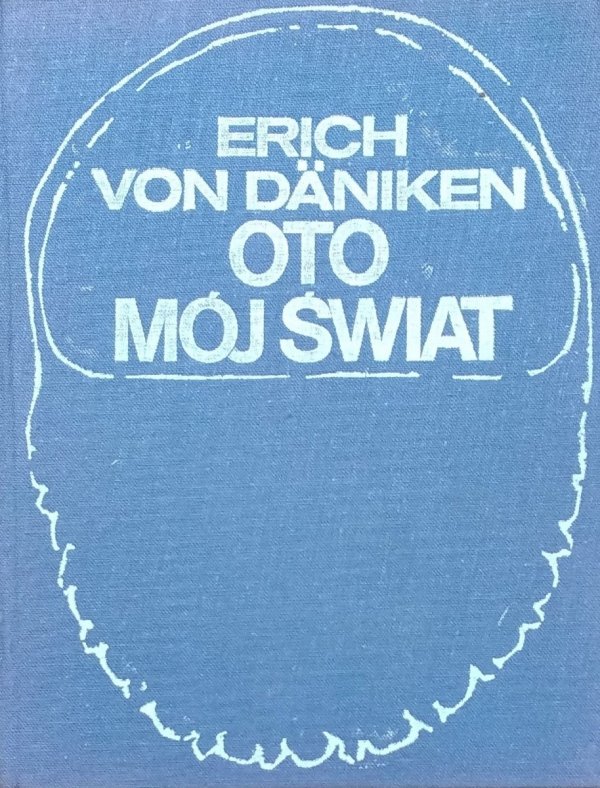 ERICH
VON DÄNIKEN
OTO
MÓJ ŚWIAT